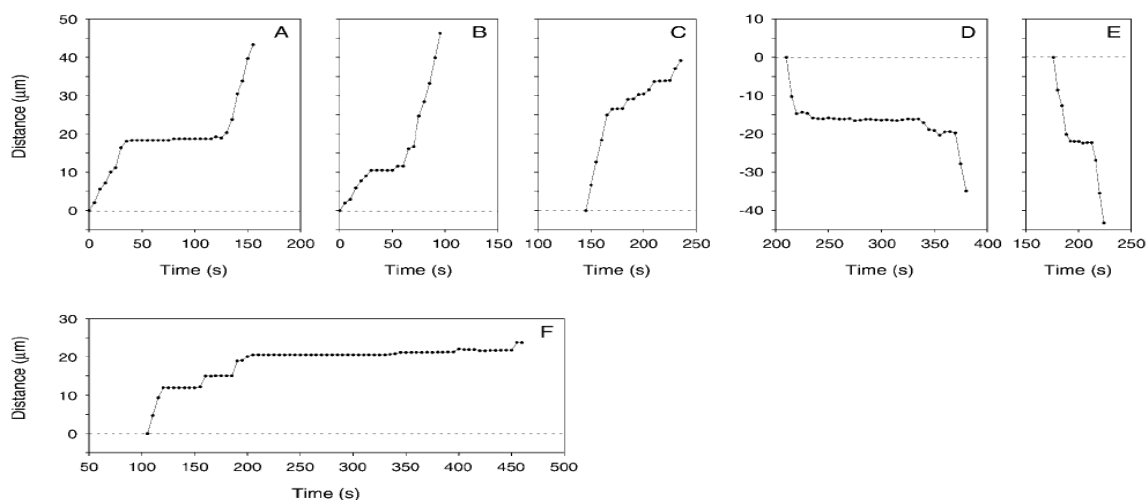 A B C D E
50 40 30 20 10 0
10 0 -10 -20 -30 -40
Distance (µm)
0 50 100 150 200
0 50 100 150
100 150 200 250
200 250 300 350 400
150 200 250
Time (s) Time (s) Time (s) Time (s) Time (s)
F
30 20 10 0
Distance (µm)
50 100 150 200 250 300 350 400 450 500
Time (s)